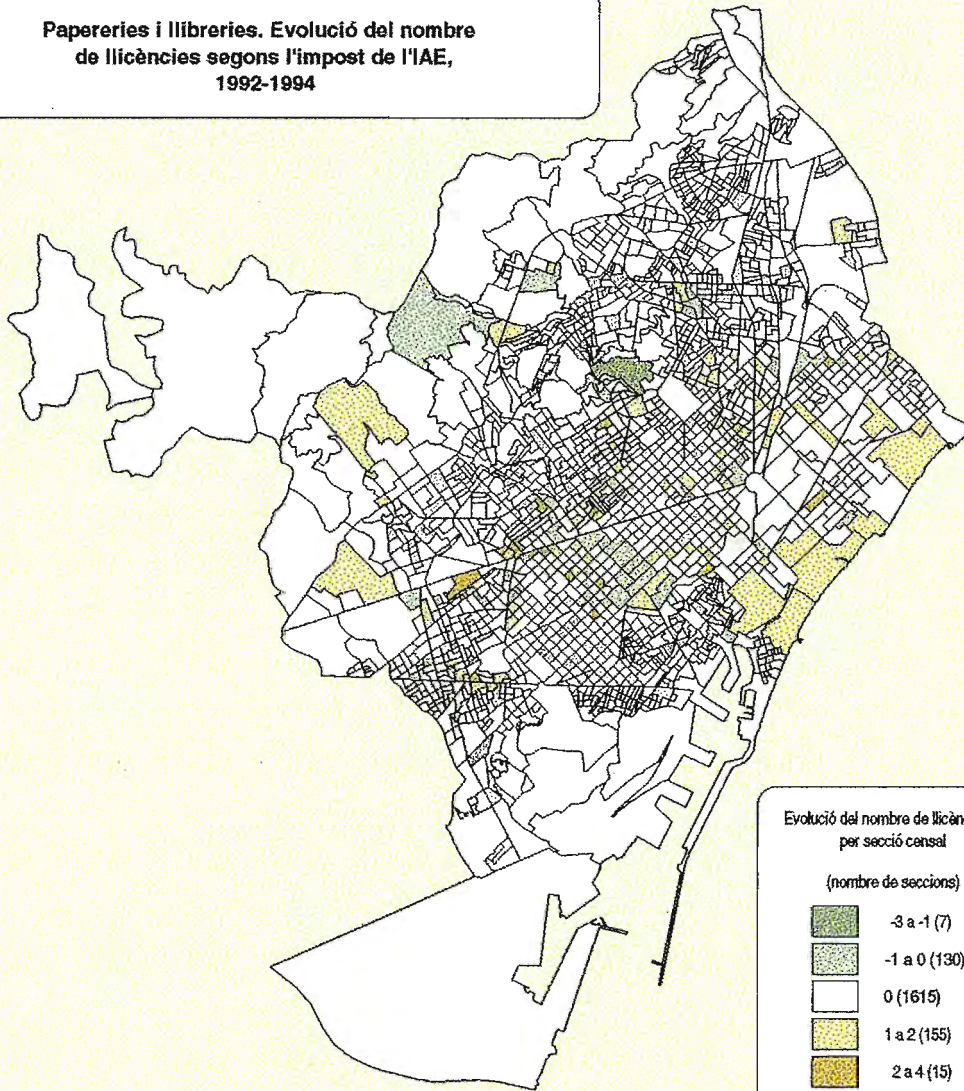 Papereries i llibreries. Evolució del nombre
de llicències segons l'impost de l'IAE,
1992-1994
Evolució del nombre de llicèn
per secció censal
(nombre de seccions)
-3 a -1 (7)
-1 a 0 (130)
0 (1615)
1 a 2 (155)
2 a 4 (15)